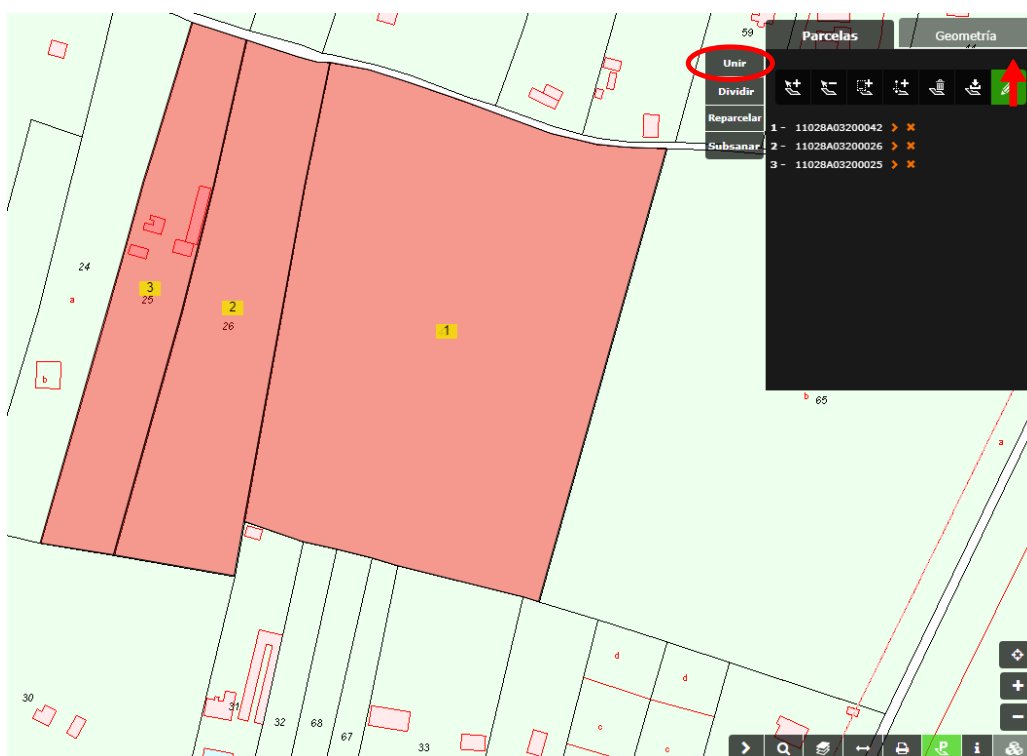 59
Parcelas
Geometría
Unir
Dividir
Reparcelar
Subsanar
1 - 11028A03200042
2 - 11028A03200026
3 - 11028A03200025
24
a
3
25
2
26
1
b
b
65
a
d
d
c
c
30
31
32
68
67
33